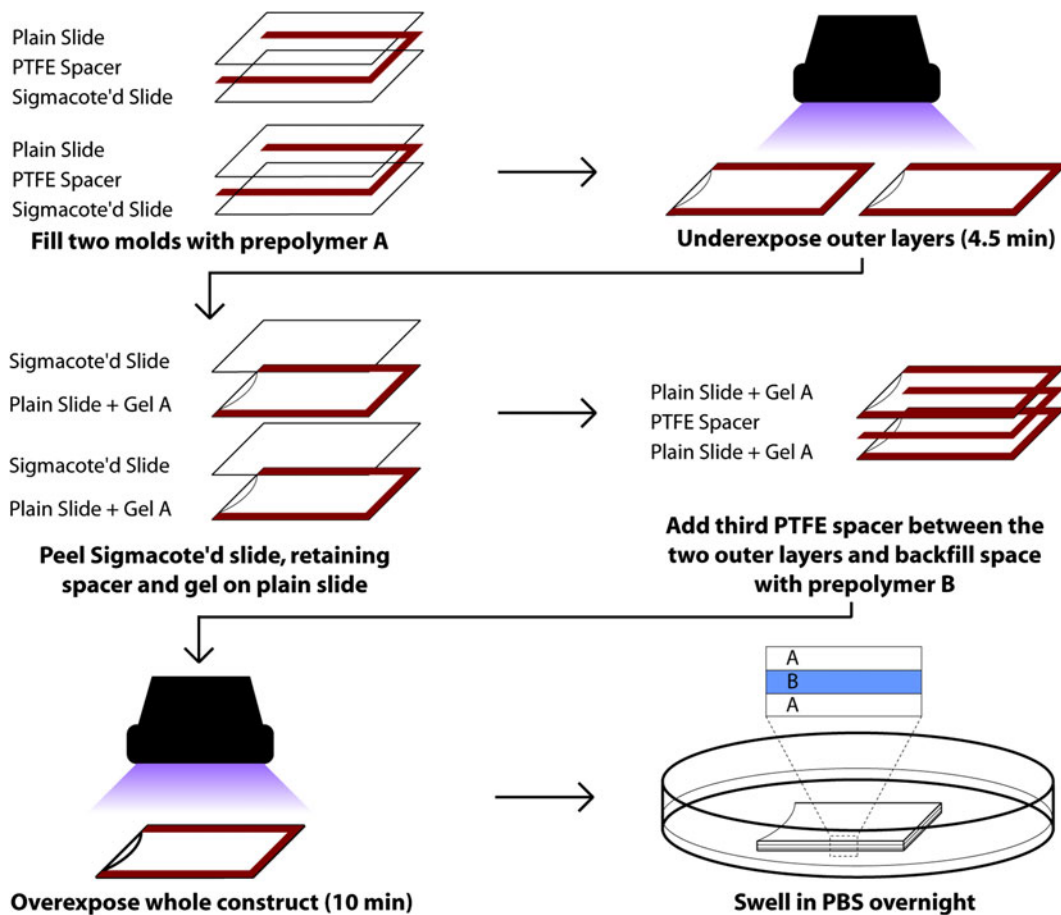 Plain Slide
PTFE Spacer
Sigmacote'd Slide
Plain Slide
PTFE Spacer
Sigmacote'd Slide
Fill two molds with prepolymer A
Underexpose outer layers (4.5 min)
Sigmacote'd Slide
Plain Slide + Gel A
Sigmacote'd Slide
Plain Slide + Gel A
Peel Sigmacote'd slide, retaining
spacer and gel on plain slide
Plain Slide + Gel A
PTFE Spacer
Plain Slide + Gel A
Add third PTFE spacer between the
two outer layers and backfill space
with prepolymer B
Overexpose whole construct (10 min)
A
B
A
Swell in PBS overnight